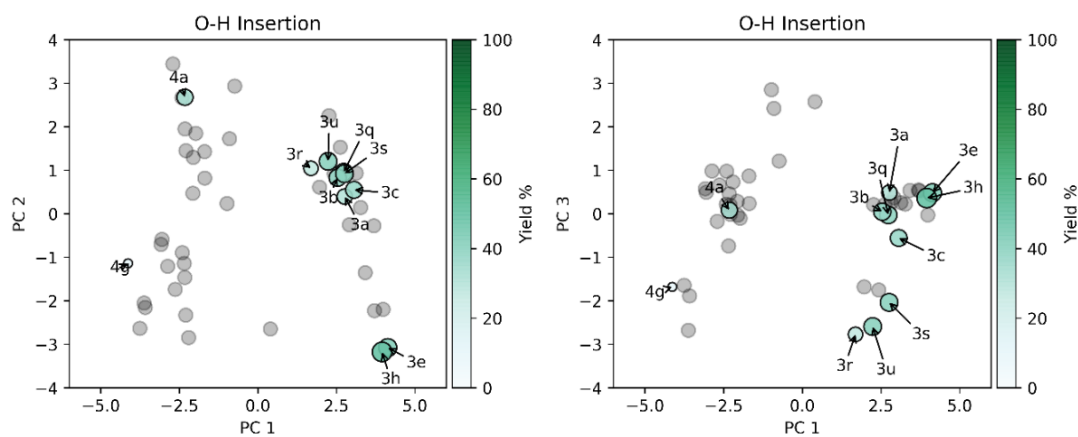 O-H Insertion
4
3
2
1
0
−1
−2
−3
−4
PC 2
−5.0
−2.5
0.0
2.5
5.0
PC 1
4a
3u
3q
3r
3s
3b
3c
3a
4g
3e
3h
100
80
60
40
20
0
Yield %
O-H Insertion
4
3
2
1
0
−1
−2
−3
−4
PC 3
−5.0
−2.5
0.0
2.5
5.0
PC 1
3a
3e
3q
4a
3h
3b
3c
4g
3s
3r
3u
100
80
60
40
20
0
Yield %